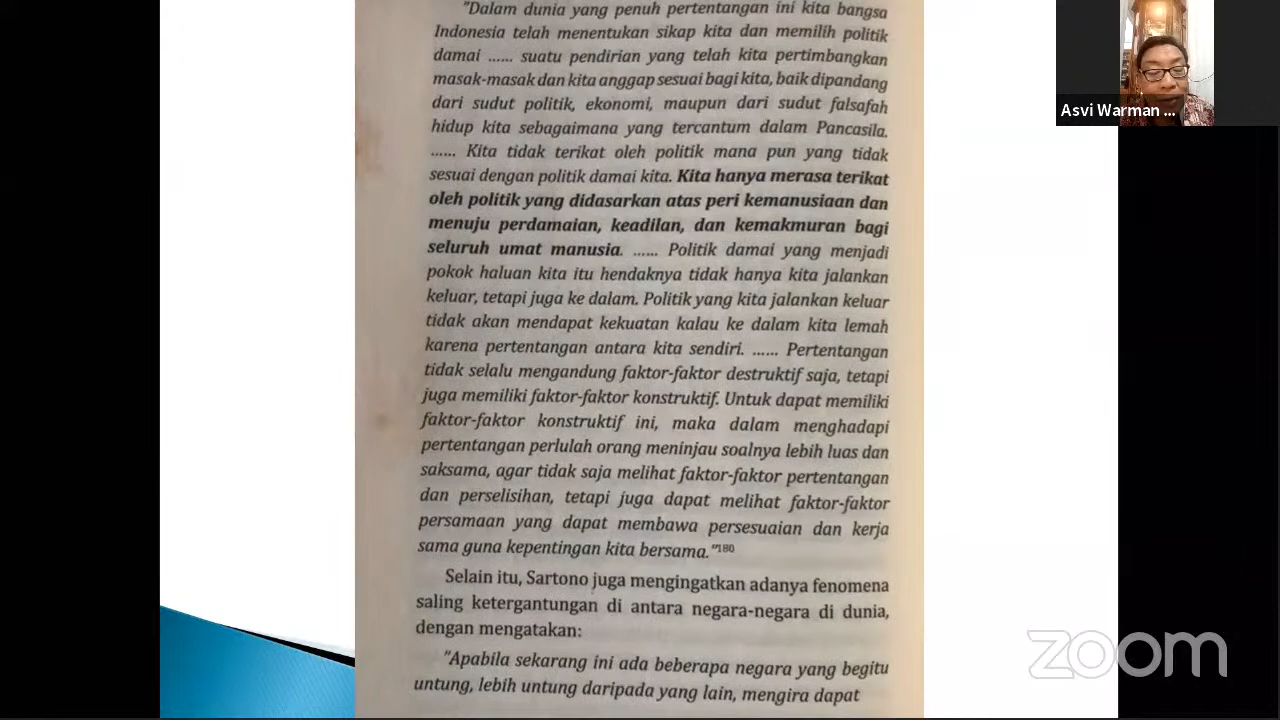 "Dalam dunia yang penuh pertentangan ini kita bangsa
Indonesia telah menentukan sikap kita dan memilih politik
damai ...... suatu pendirian yang telah kita pertimbangkan
masak-masak dan kita anggap sesuai bagi kita, baik dipandang
dari sudut politik, ekonomi, maupun dari sudut falsafah
hidup kita sebagaimana yang tercantum dalam Pancasila.
...... Kita tidak terikat oleh politik mana pun yang tidak
sesuai dengan politik damai kita. Kita hanya merasa terikat
oleh politik yang didasarkan atas peri kemanusiaan dan
menuju perdamaian, keadilan, dan kemakmuran bagi
seluruh umat manusia. ...... Politik damai yang menjadi
pokok haluan kita itu hendaknya tidak hanya kita jalankan
keluar, tetapi juga ke dalam. Politik yang kita jalankan keluar
tidak akan mendapat kekuatan kalau ke dalam kita lemah
karena pertentangan antara kita sendiri. ...... Pertentangan
tidak selalu mengandung faktor-faktor destruktif saja, tetapi
juga memiliki faktor-faktor konstruktif. Untuk dapat memiliki
faktor-faktor konstruktif ini, maka dalam menghadapi
pertentangan perlulah orang meninjau soalnya lebih luas dan
saksama, agar tidak saja melihat faktor-faktor pertentangan
dan perselisihan, tetapi juga dapat melihat faktor-faktor
persamaan yang dapat membawa persesuaian dan kerja
sama guna kepentingan kita bersama."180
Selain itu, Sartono juga mengingatkan adanya fenomena
saling ketergantungan di antara negara-negara di dunia,
dengan mengatakan:
"Apabila sekarang ini ada beberapa negara yang begitu
untung, lebih untung daripada yang lain, mengira dapat
Asvi Warman ...
zoom